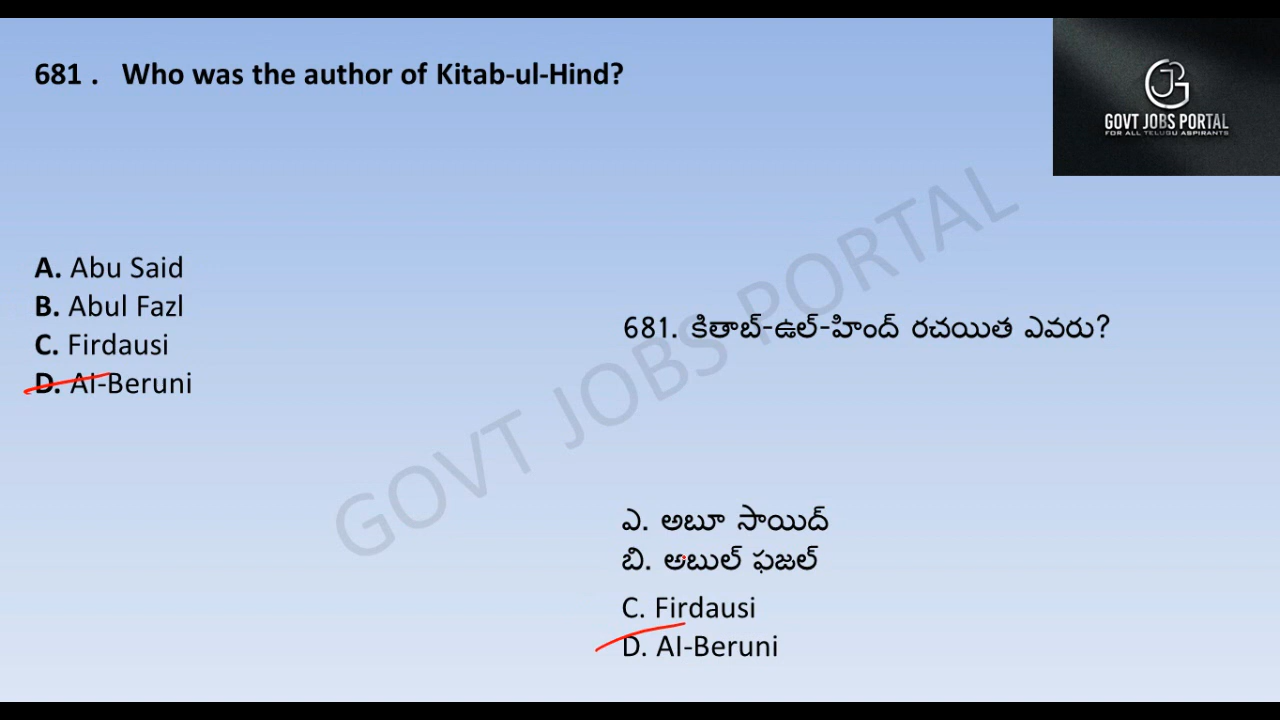 681 .   Who was the author of Kitab-ul-Hind?
GOVT JOBS PORTAL
FOR ALL TELUGU ASPIRANTS
A. Abu Said
B. Abul Fazl
C. Firdausi
D. Al-Beruni
GOVT JOBS PORTAL
681. కితాబ్-ఉల్-హింద్ రచయిత ఎవరు?
ఎ. అబూ సాయిద్
బి. అబుల్ ఫజల్
C. Firdausi
D. Al-Beruni